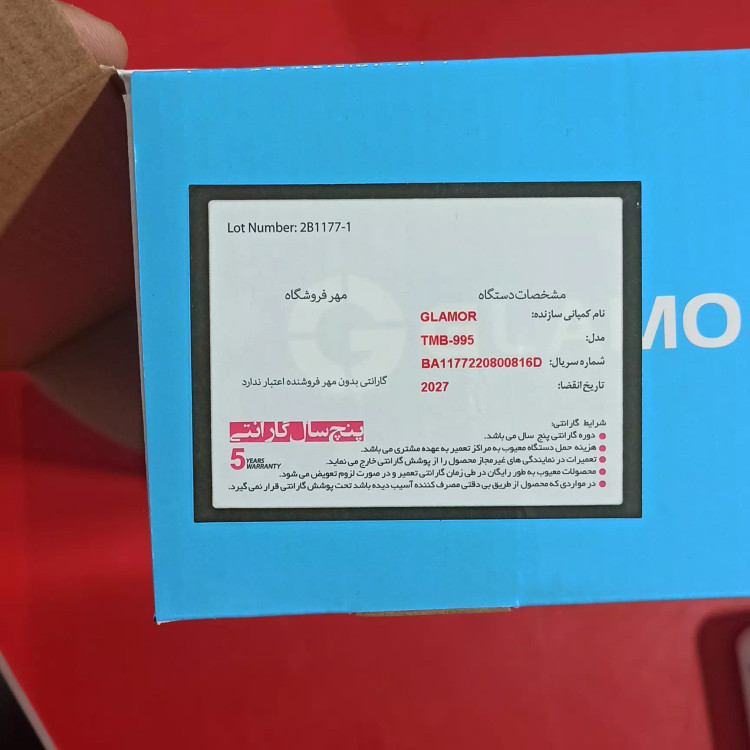 Lot Number: 2B1177-1
مشخصات دستگاه
نام کمپانی سازنده: GLAMOR
مدل: TMB-995
شماره سریال: BA1177220800816D
تاریخ انقضا: 2027
مهر فروشگاه
گارانتی بدون مهر فروشنده اعتبار ندارد
پنج سال گارانتی
5 YEARS WARRANTY
شرایط گارانتی:
دوره گارانتی پنج سال می باشد.
هزینه حمل دستگاه معیوب به مراکز تعمیر به عهده مشتری می باشد.
تعمیرات در نمایندگی های غیرمجاز محصول را از پوشش گارانتی خارج می نماید.
محصولات معیوب به طور رایگان در طی زمان گارانتی تعمیر و در صورت لزوم تعویض می شود.
در مواردی که محصول از طریق بی دقتی مصرف کننده آسیب دیده باشد تحت پوشش گارانتی قرار نمی گیرد.
GLAMO